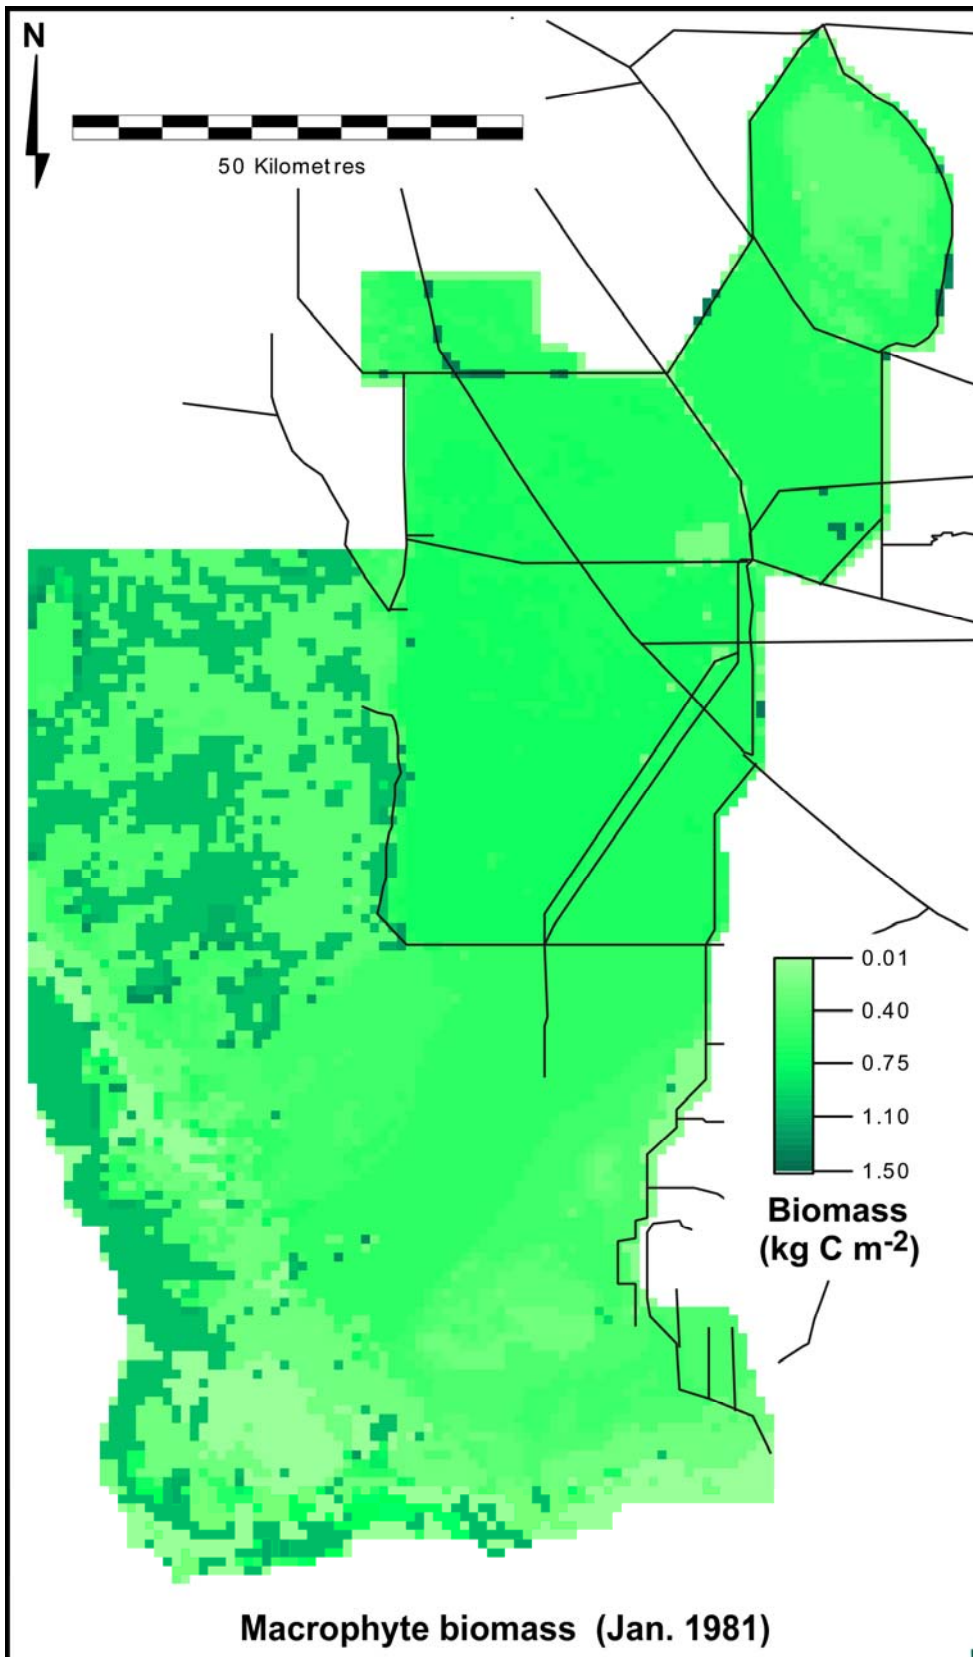 N
50 Kilometres
0.01
0.40
0.75
1.10
1.50
Biomass
(kg C m-2)
Macrophyte biomass (Jan. 1981)